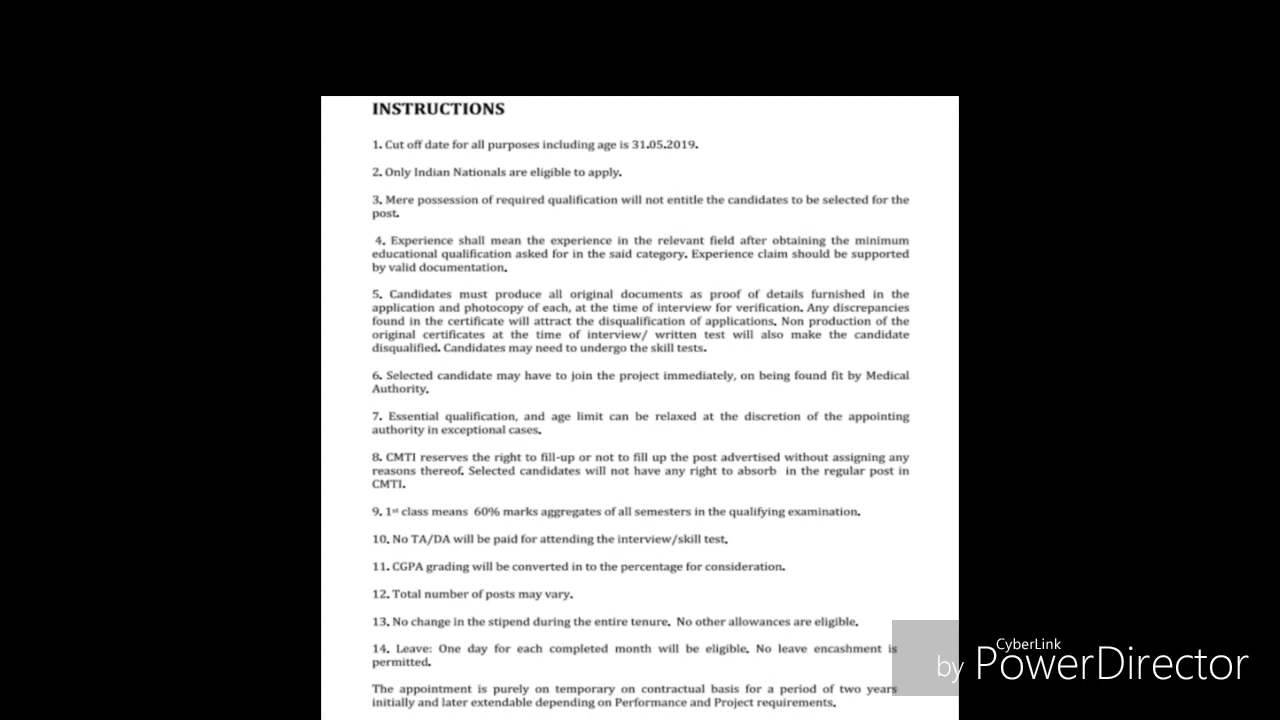 INSTRUCTIONS
1. Cut off date for all purposes including age is 31.05.2019.
2. Only Indian Nationals are eligible to apply.
3. Mere possession of required qualification will not entitle the candidates to be selected for the
post.
4. Experience shall mean the experience in the relevant field after obtaining the minimum
educational qualification asked for in the said category. Experience claim should be supported
by valid documentation.
5. Candidates must produce all original documents as proof of details furnished in the
application and photocopy of each, at the time of interview for verification. Any discrepancies
found in the certificate will attract the disqualification of applications. Non production of the
original certificates at the time of interview/ written test will also make the candidate
disqualified. Candidates may need to undergo the skill tests.
6. Selected candidate may have to join the project immediately, on being found fit by Medical
Authority.
7. Essential qualification, and age limit can be relaxed at the discretion of the appointing
authority in exceptional cases.
8. CMTI reserves the right to fill-up or not to fill up the post advertised without assigning any
reasons thereof. Selected candidates will not have any right to absorb in the regular post in
CMTI.
9. 1st class means 60% marks aggregates of all semesters in the qualifying examination.
10. No TA/DA will be paid for attending the interview/skill test.
11. CGPA grading will be converted in to the percentage for consideration.
12. Total number of posts may vary.
13. No change in the stipend during the entire tenure. No other allowances are eligible.
14. Leave: One day for each completed month will be eligible. No leave encashment is
permitted.
The appointment is purely on temporary on contractual basis for a period of two years
initially and later extendable depending on Performance and Project requirements.
CyberLink
by PowerDirector